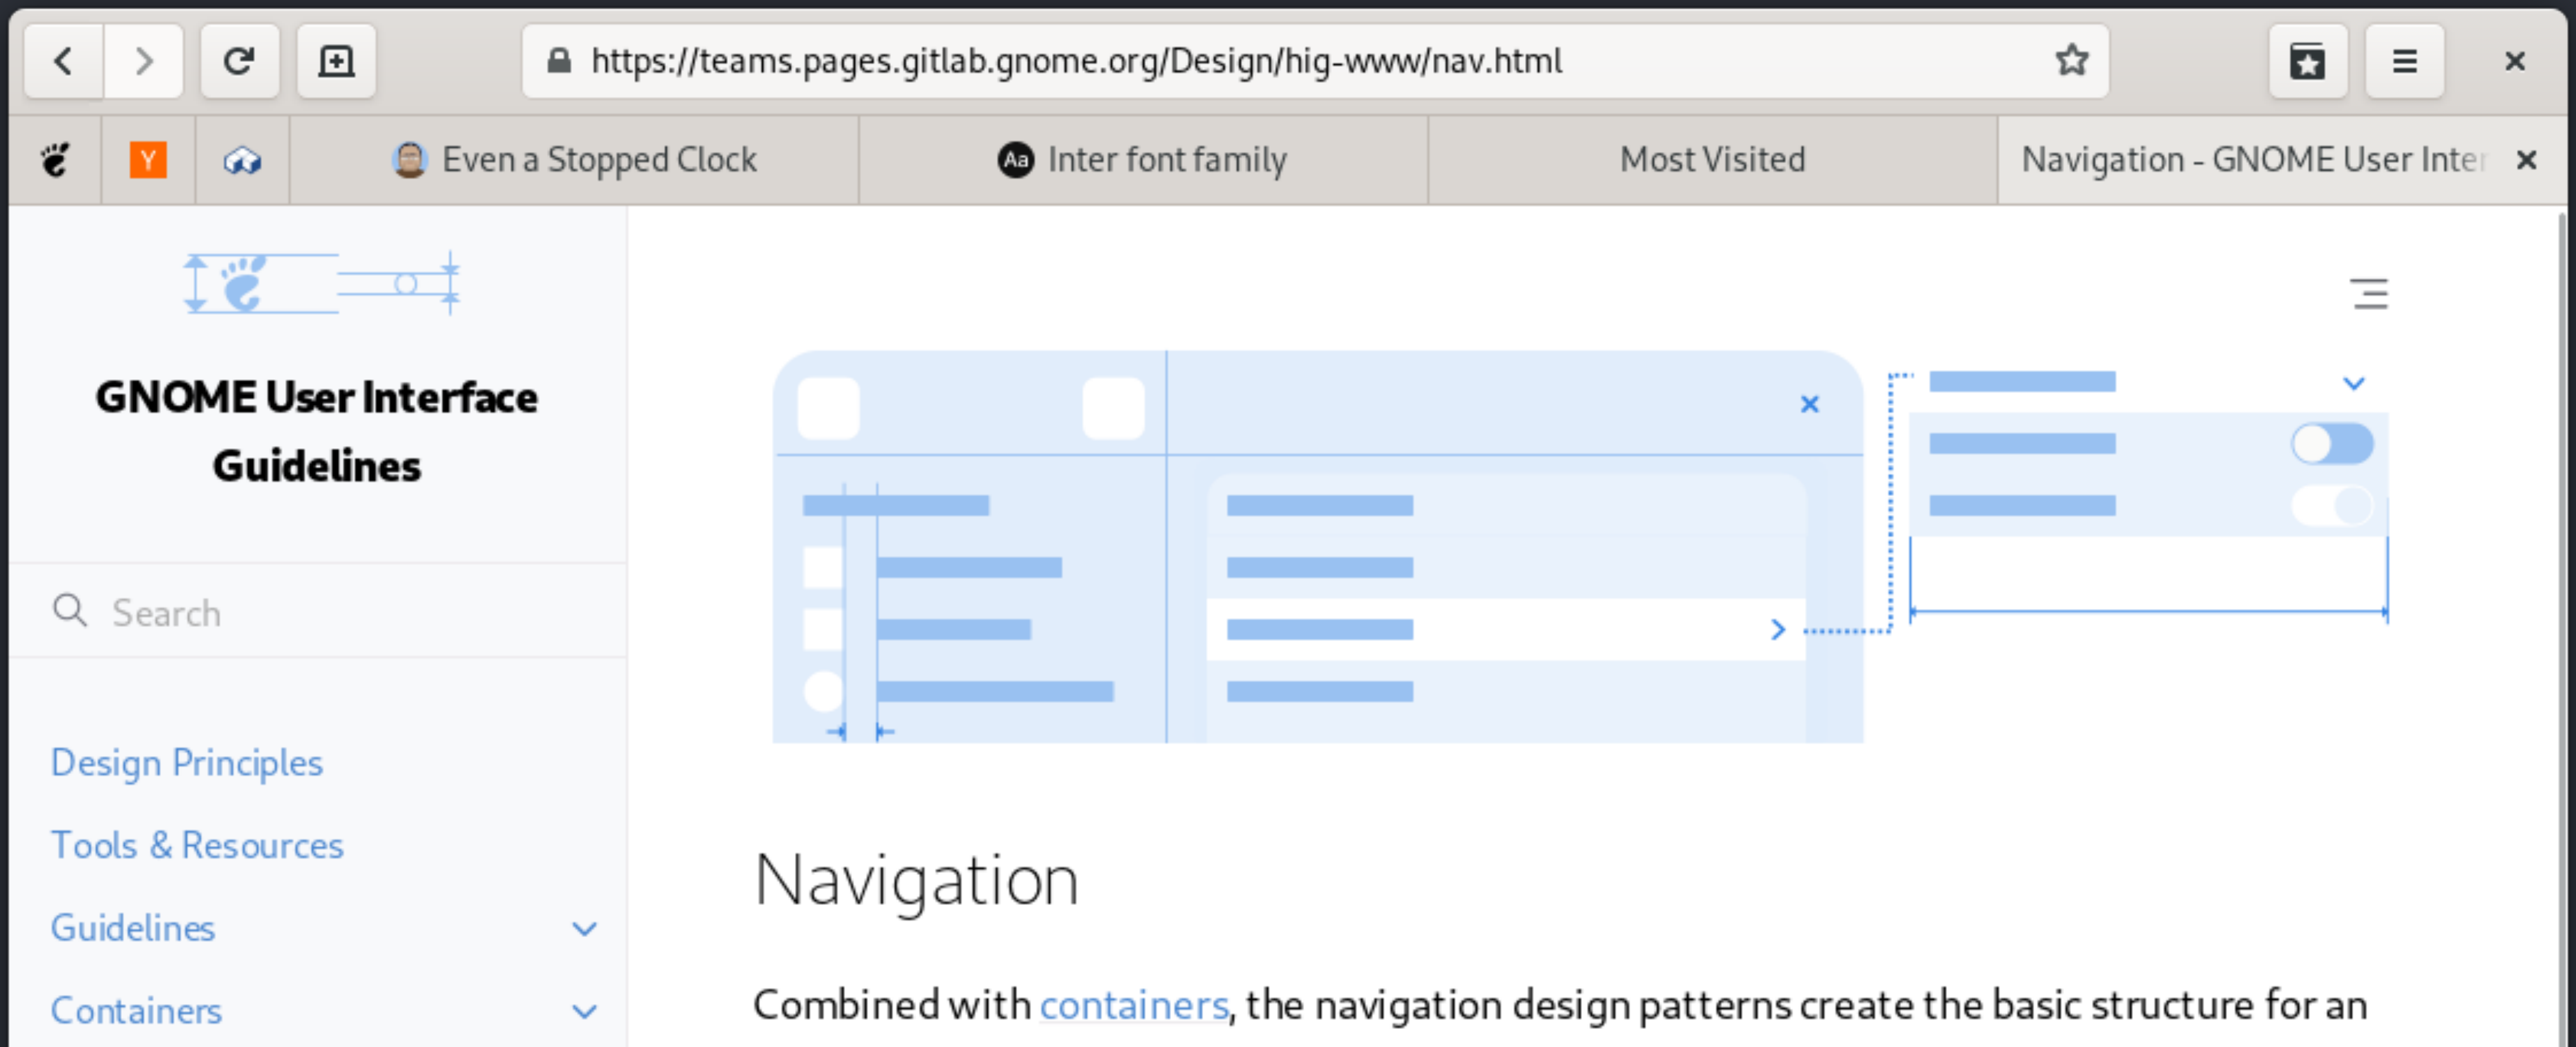 https://teams.pages.gitlab.gnome.org/Design/hig-www/nav.html
Y
Even a Stopped Clock
Aa
Inter font family
Most Visited
Navigation - GNOME User Inter
GNOME User Interface
Guidelines
Search
Design Principles
Tools & Resources
Guidelines
Containers
Navigation
Combined with containers, the navigation design patterns create the basic structure for an